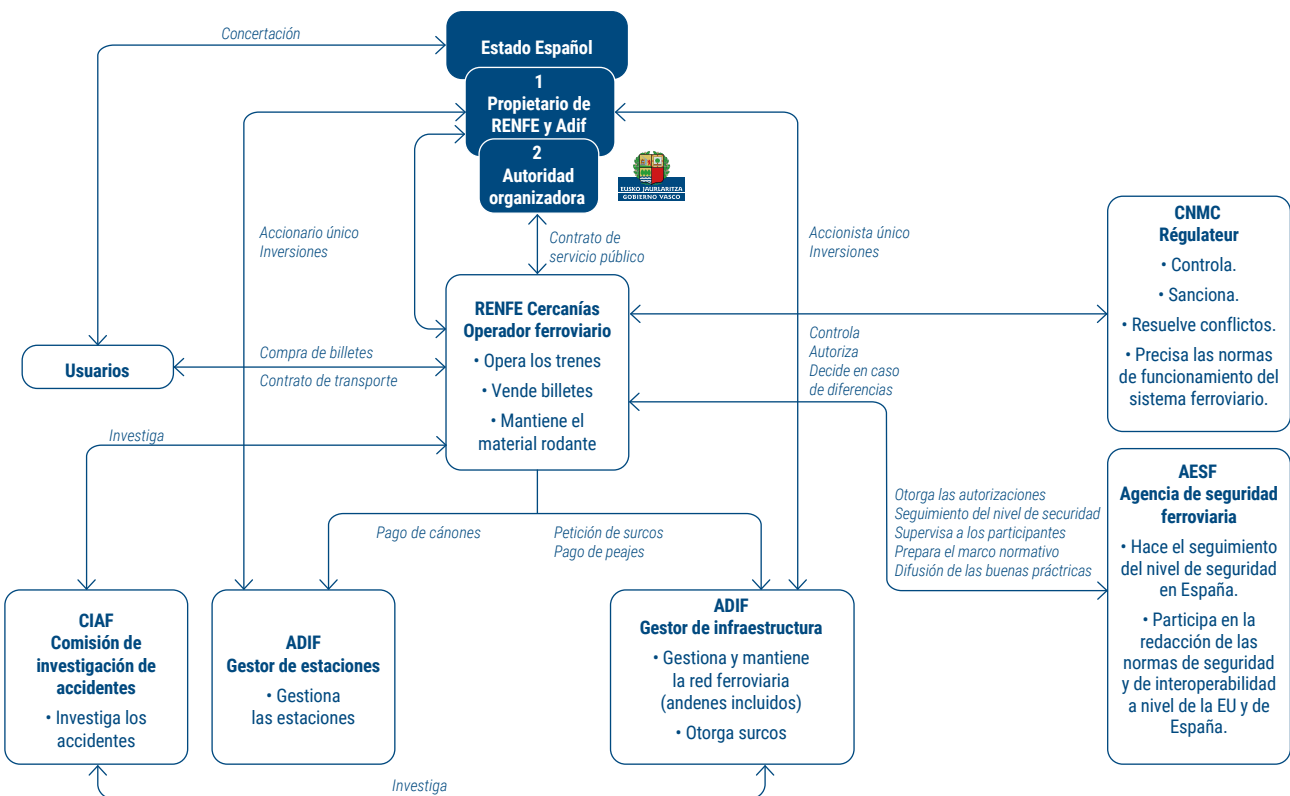 Concertación
Estado Español
1
Propietario de
RENFE y Adif
2
Autoridad
organizadora
EUSKO JAURLARITZA
GOBIERNO VASCO
Accionario único
Inversiones
Contrato de
servicio público
Accionista único
Inversiones
CNMC
Régulateur
• Controla.
• Sanciona.
• Resuelve conflictos.
• Precisa las normas
de funcionamiento del
sistema ferroviario.
RENFE Cercanías
Operador ferroviario
• Opera los trenes
• Vende billetes
• Mantiene el
material rodante
Controla
Autoriza
Decide en caso
de diferencias
Usuarios
Compra de billetes
Contrato de transporte
Investiga
AESF
Agencia de seguridad
ferroviaria
• Hace el seguimiento
del nivel de seguridad
en España.
• Participa en la
redacción de las
normas de seguridad
y de interoperabilidad
a nivel de la EU y de
España.
Otorga las autorizaciones
Seguimiento del nivel de securidad
Supervisa a los participantes
Prepara el marco normativo
Difusión de las buenas prárcticas
Pago de cánones
Petición de surcos
Pago de peajes
CIAF
Comisión de
investigación de
accidentes
• Investiga los
accidentes
ADIF
Gestor de estaciones
• Gestiona
las estaciones
ADIF
Gestor de infraestructura
• Gestiona y mantiene
la red ferroviaria
(andenes incluidos)
• Otorga surcos
Investiga